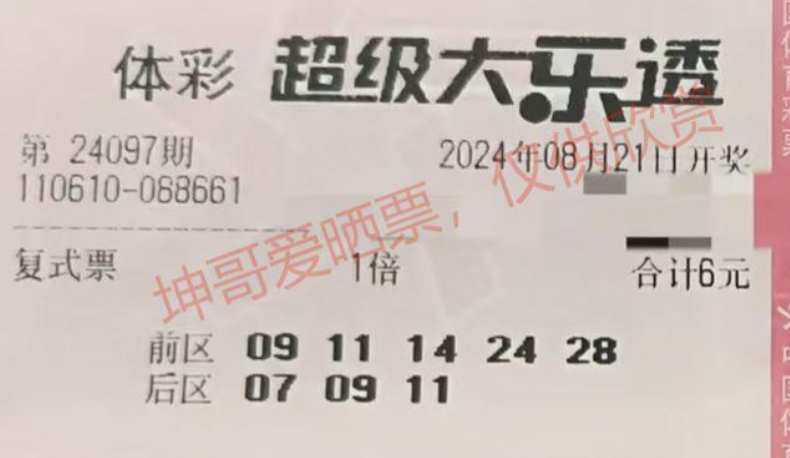 体彩 超级大乐透
第 24097期 2024年08月21日开奖
110610-068661
复式票 1倍 合计6元
前区 09 11 14 24 28
后区 07 09 11
坤哥爱晒票，仅供欣赏